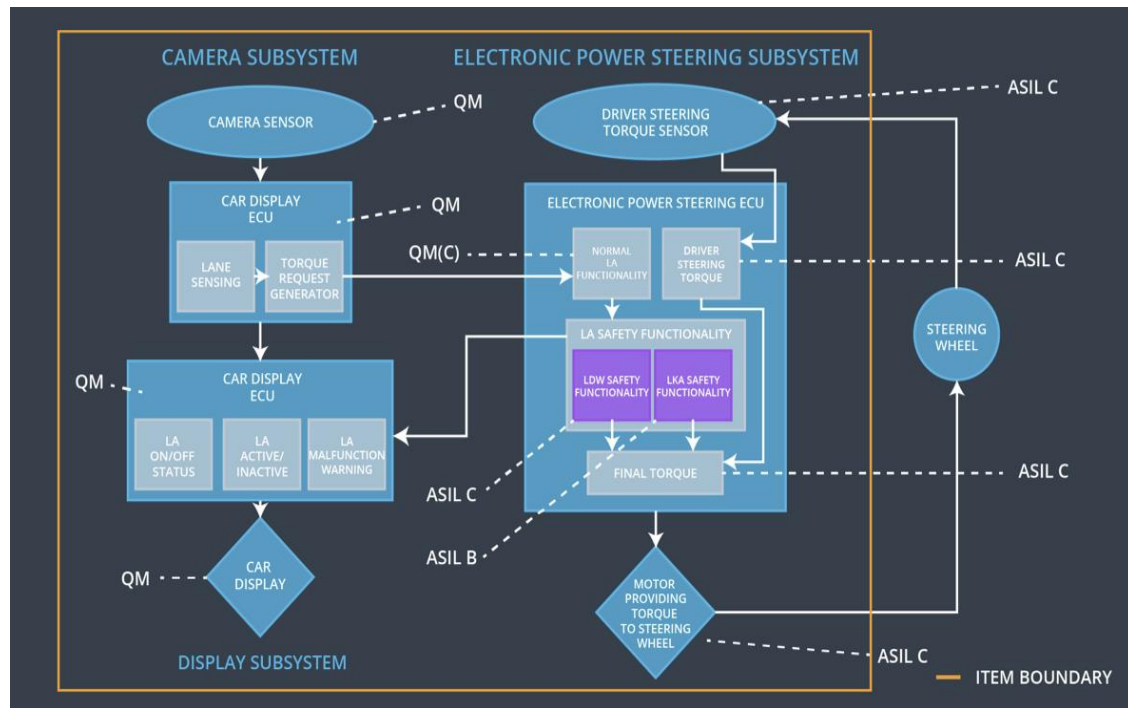 CAMERA SUBSYSTEM
ELECTRONIC POWER STEERING SUBSYSTEM
QM
ASIL C
CAMERA SENSOR
DRIVER STEERING
TORQUE SENSOR
CAR DISPLAY
ECU
QM
LANE
SENSING
TORQUE
REQUEST
GENERATOR
ELECTRONIC POWER STEERING ECU
QM(C)
NORMAL
LA
FUNCTIONALITY
DRIVER
STEERING
TORQUE
ASIL C
LA SAFETY FUNCTIONALITY
LDW SAFETY
FUNCTIONALITY
LKA SAFETY
FUNCTIONALITY
STEERING
WHEEL
QM
CAR DISPLAY
ECU
LA
ON/OFF
STATUS
LA
ACTIVE/
INACTIVE
LA
MALFUNCTION
WARNING
FINAL TORQUE
ASIL C
ASIL C
ASIL B
QM
CAR
DISPLAY
MOTOR
PROVIDING
TORQUE
TO STEERING
WHEEL
ASIL C
DISPLAY SUBSYSTEM
ITEM BOUNDARY